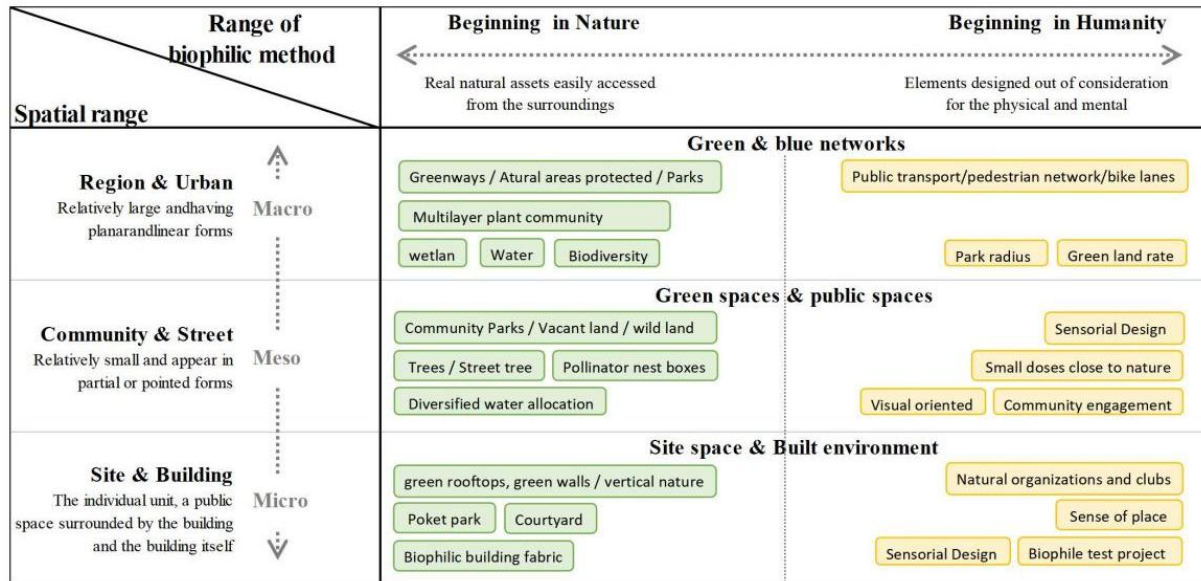 Range of
biophilic method
Spatial range
Beginning in Nature
Beginning in Humanity
Real natural assets easily accessed
from the surroundings
Elements designed out of consideration
for the physical and mental
Region & Urban
Relatively large andhaving
planarandlinear forms
Macro
Green & blue networks
Greenways / Atural areas protected / Parks
Public transport/pedestrian network/bike lanes
Multilayer plant community
wetlan
Water
Biodiversity
Park radius
Green land rate
Community & Street
Relatively small and appear in
partial or pointed forms
Meso
Green spaces & public spaces
Community Parks / Vacant land / wild land
Sensorial Design
Trees / Street tree
Pollinator nest boxes
Small doses close to nature
Diversified water allocation
Visual oriented
Community engagement
Site & Building
The individual unit, a public
space surrounded by the building
and the building itself
Micro
Site space & Built environment
green rooftops, green walls / vertical nature
Natural organizations and clubs
Poket park
Courtyard
Sense of place
Biophilic building fabric
Sensorial Design
Biophile test project